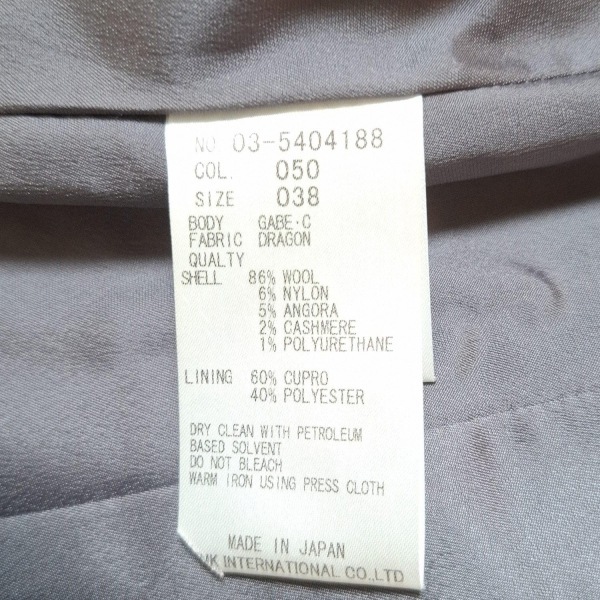 NO. 03-5404188
COL. 050
SIZE 038
BODY GABE·C
FABRIC DRAGON
QUALTY
SHELL 86% WOOL
6% NYLON
5% ANGORA
2% CASHMERE
1% POLYURETHANE
LINING 60% CUPRO
40% POLYESTER
DRY CLEAN WITH PETROLEUM
BASED SOLVENT
DO NOT BLEACH
WARM IRON USING PRESS CLOTH
MADE IN JAPAN
INTERNATIONAL CO.,LTD